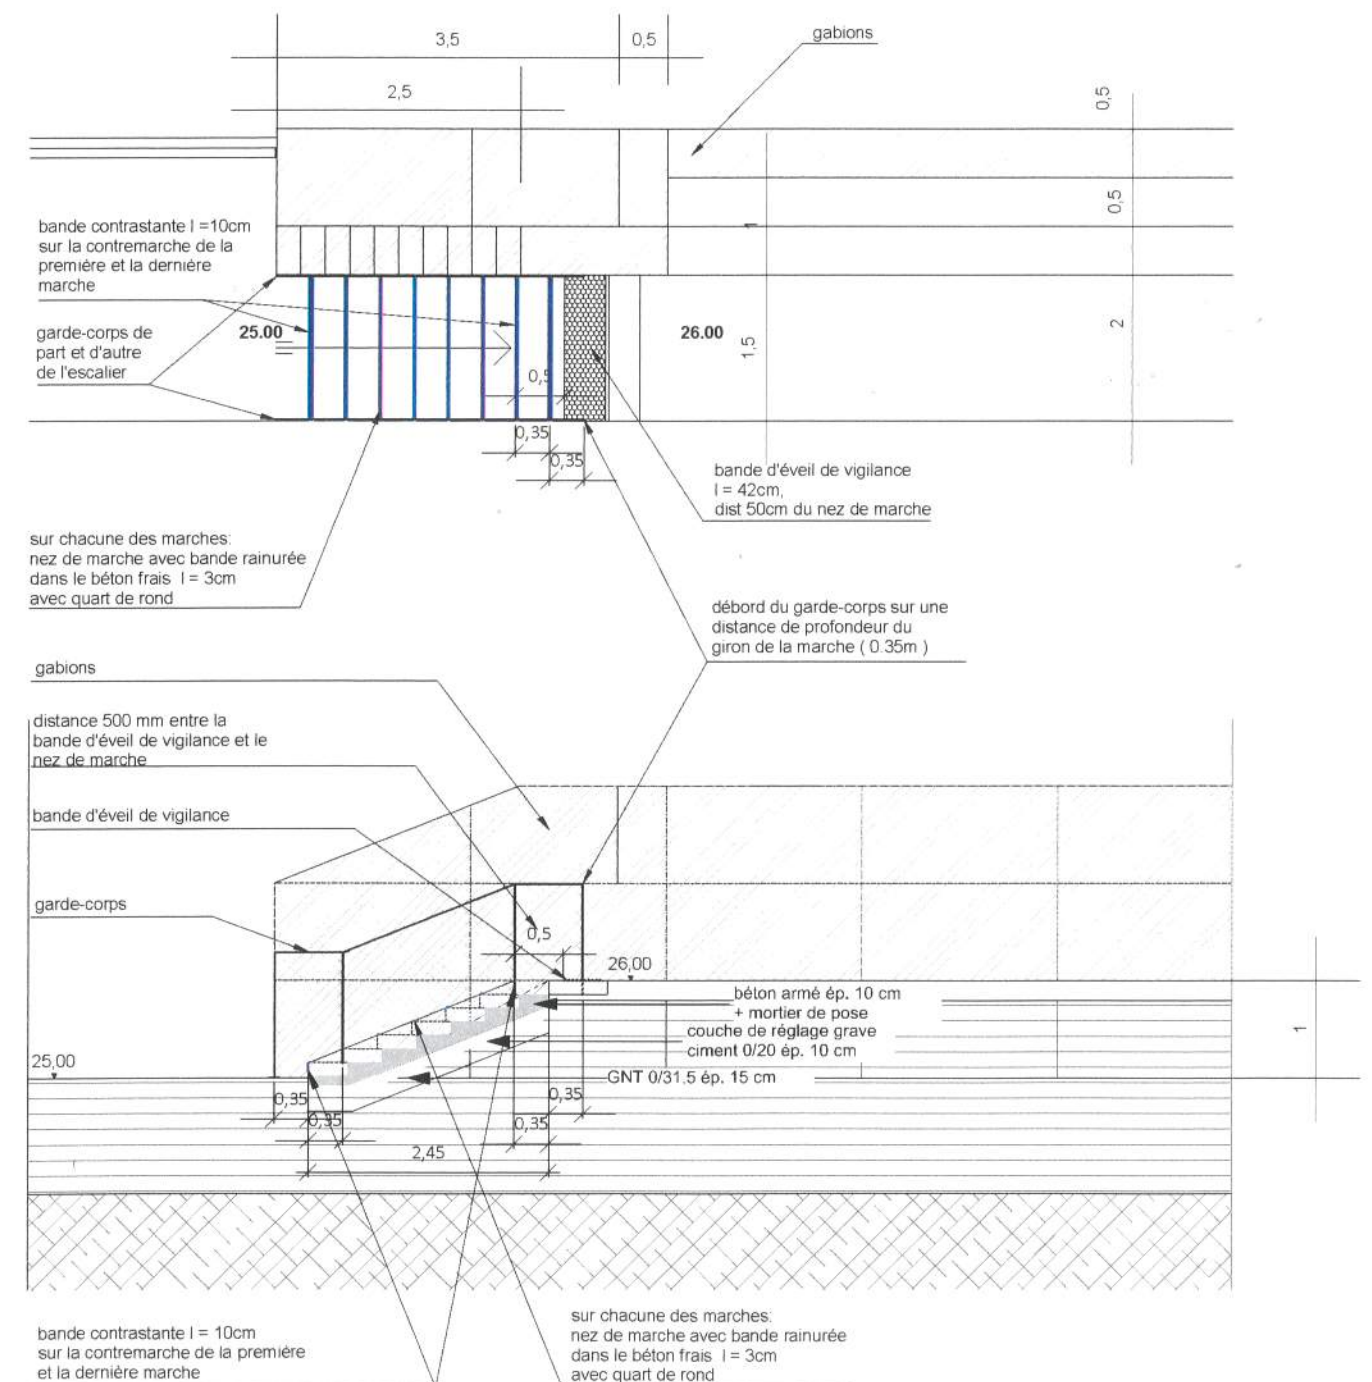 3,5
0,5
gabions
2,5
0,5
0,5
bande contrastante l =10cm
sur la contremarche de la
première et la dernière
marche
1
garde-corps de
part et d'autre
de l'escalier
25.00
26.00
1,5
2
0,5
0,35
0,35
bande d'éveil de vigilance
l = 42cm,
dist 50cm du nez de marche
sur chacune des marches:
nez de marche avec bande rainurée
dans le béton frais l = 3cm
avec quart de rond
débord du garde-corps sur une
distance de profondeur du
giron de la marche ( 0.35m )
gabions
distance 500 mm entre la
bande d'éveil de vigilance et le
nez de marche
bande d'éveil de vigilance
garde-corps
0,5
26,00
béton armé ép. 10 cm
+ mortier de pose
couche de réglage grave
ciment 0/20 ép. 10 cm
1
25,00
GNT 0/31.5 ép. 15 cm
0,35
0,35
0,35
0,35
2,45
bande contrastante l = 10cm
sur la contremarche de la première
et la dernière marche
sur chacune des marches:
nez de marche avec bande rainurée
dans le béton frais l = 3cm
avec quart de rond